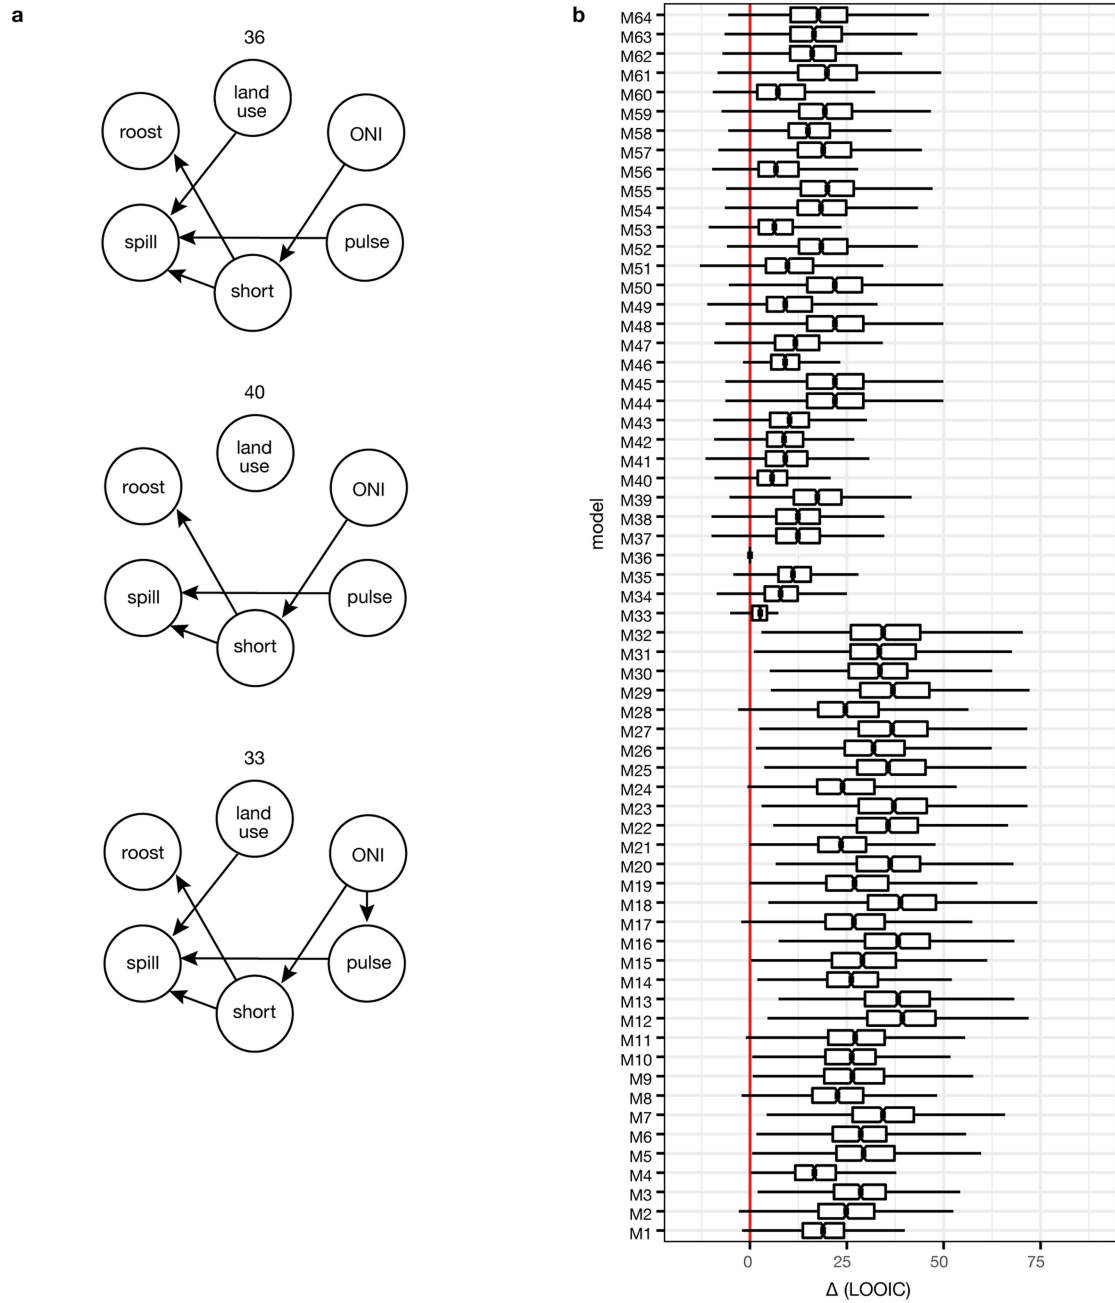 a
36
land
use
roost
ONI
spill
pulse
short
40
land
use
roost
ONI
spill
pulse
short
33
land
use
roost
ONI
spill
pulse
short
b
model
M64
M63
M62
M61
M60
M59
M58
M57
M56
M55
M54
M53
M52
M51
M50
M49
M48
M47
M46
M45
M44
M43
M42
M41
M40
M39
M38
M37
M36
M35
M34
M33
M32
M31
M30
M29
M28
M27
M26
M25
M24
M23
M22
M21
M20
M19
M18
M17
M16
M15
M14
M13
M12
M11
M10
M9
M8
M7
M6
M5
M4
M3
M2
M1
0 25 50 75
Δ (LOOIC)